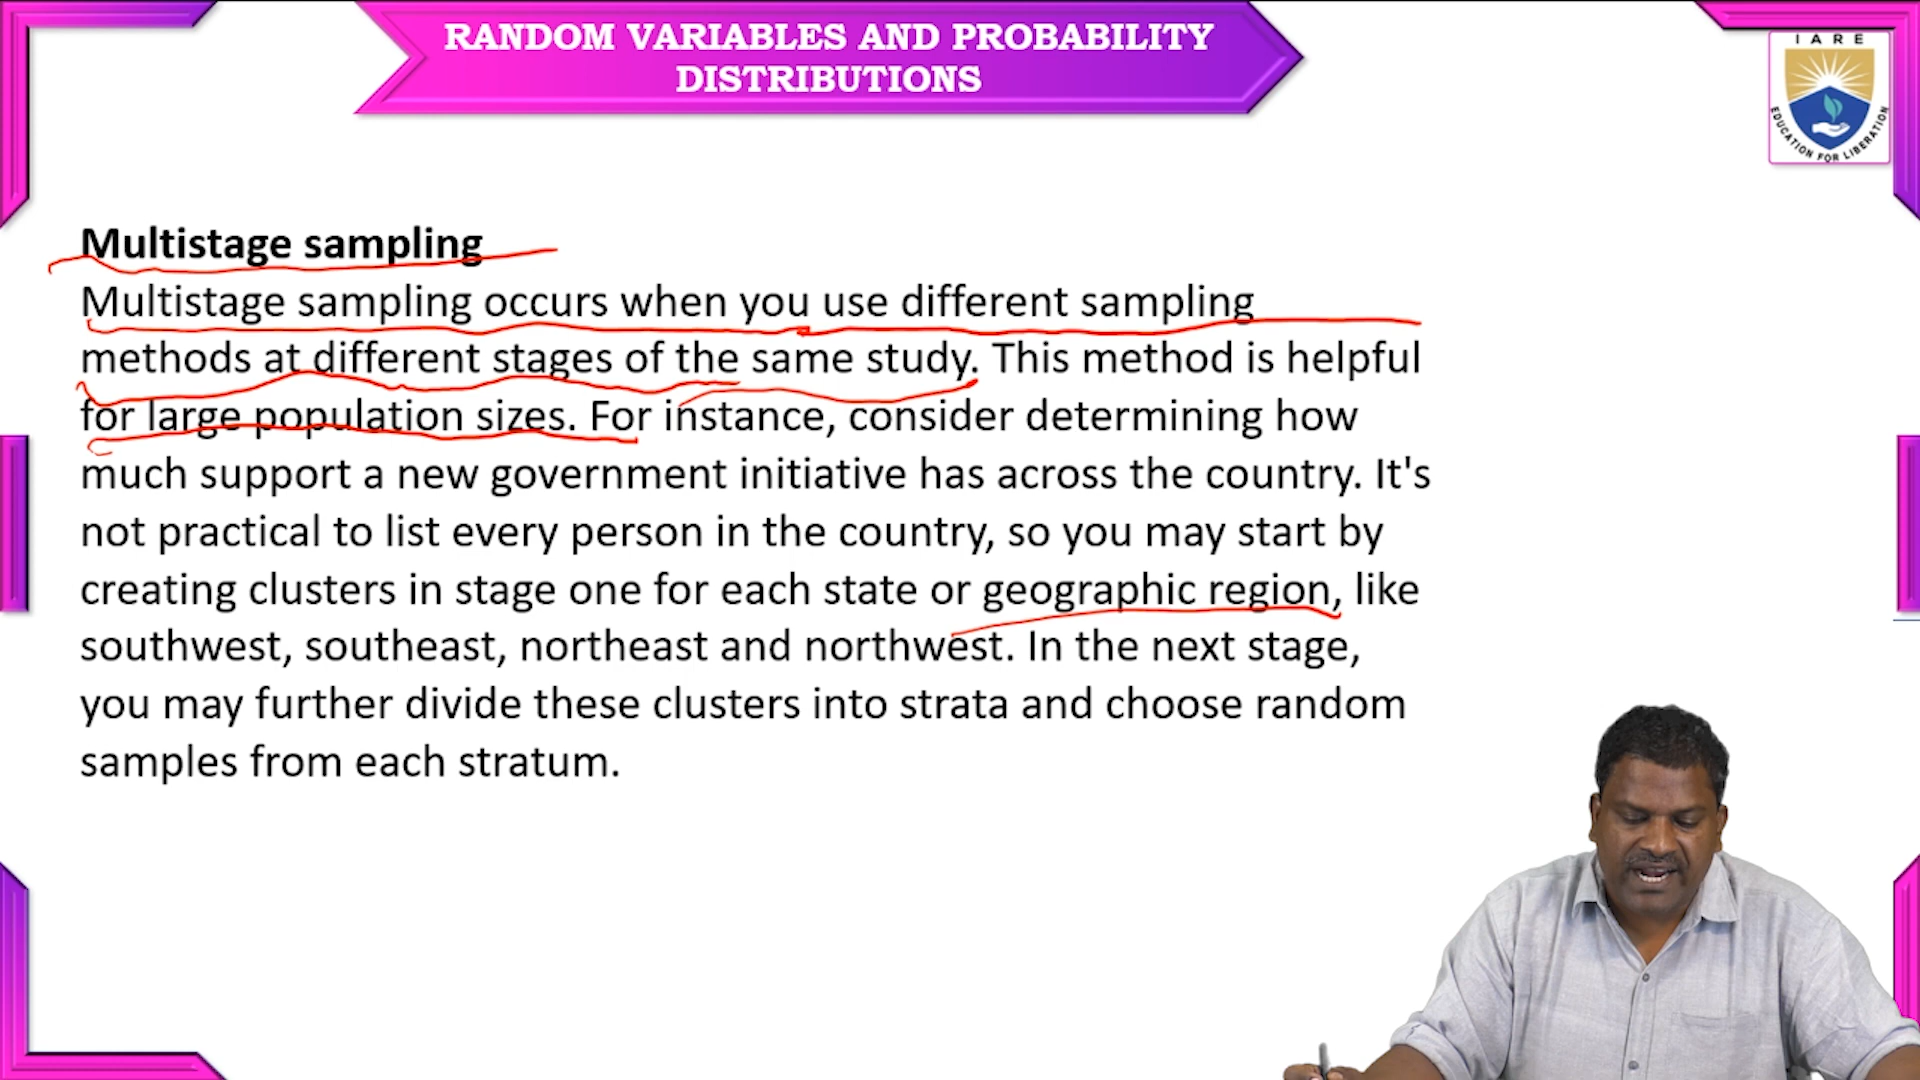 RANDOM VARIABLES AND PROBABILITY
DISTRIBUTIONS
IARE
EDUCATION FOR LIBERATION
Multistage sampling
Multistage sampling occurs when you use different sampling
methods at different stages of the same study. This method is helpful
for large population sizes. For instance, consider determining how
much support a new government initiative has across the country. It's
not practical to list every person in the country, so you may start by
creating clusters in stage one for each state or geographic region, like
southwest, southeast, northeast and northwest. In the next stage,
you may further divide these clusters into strata and choose random
samples from each stratum.